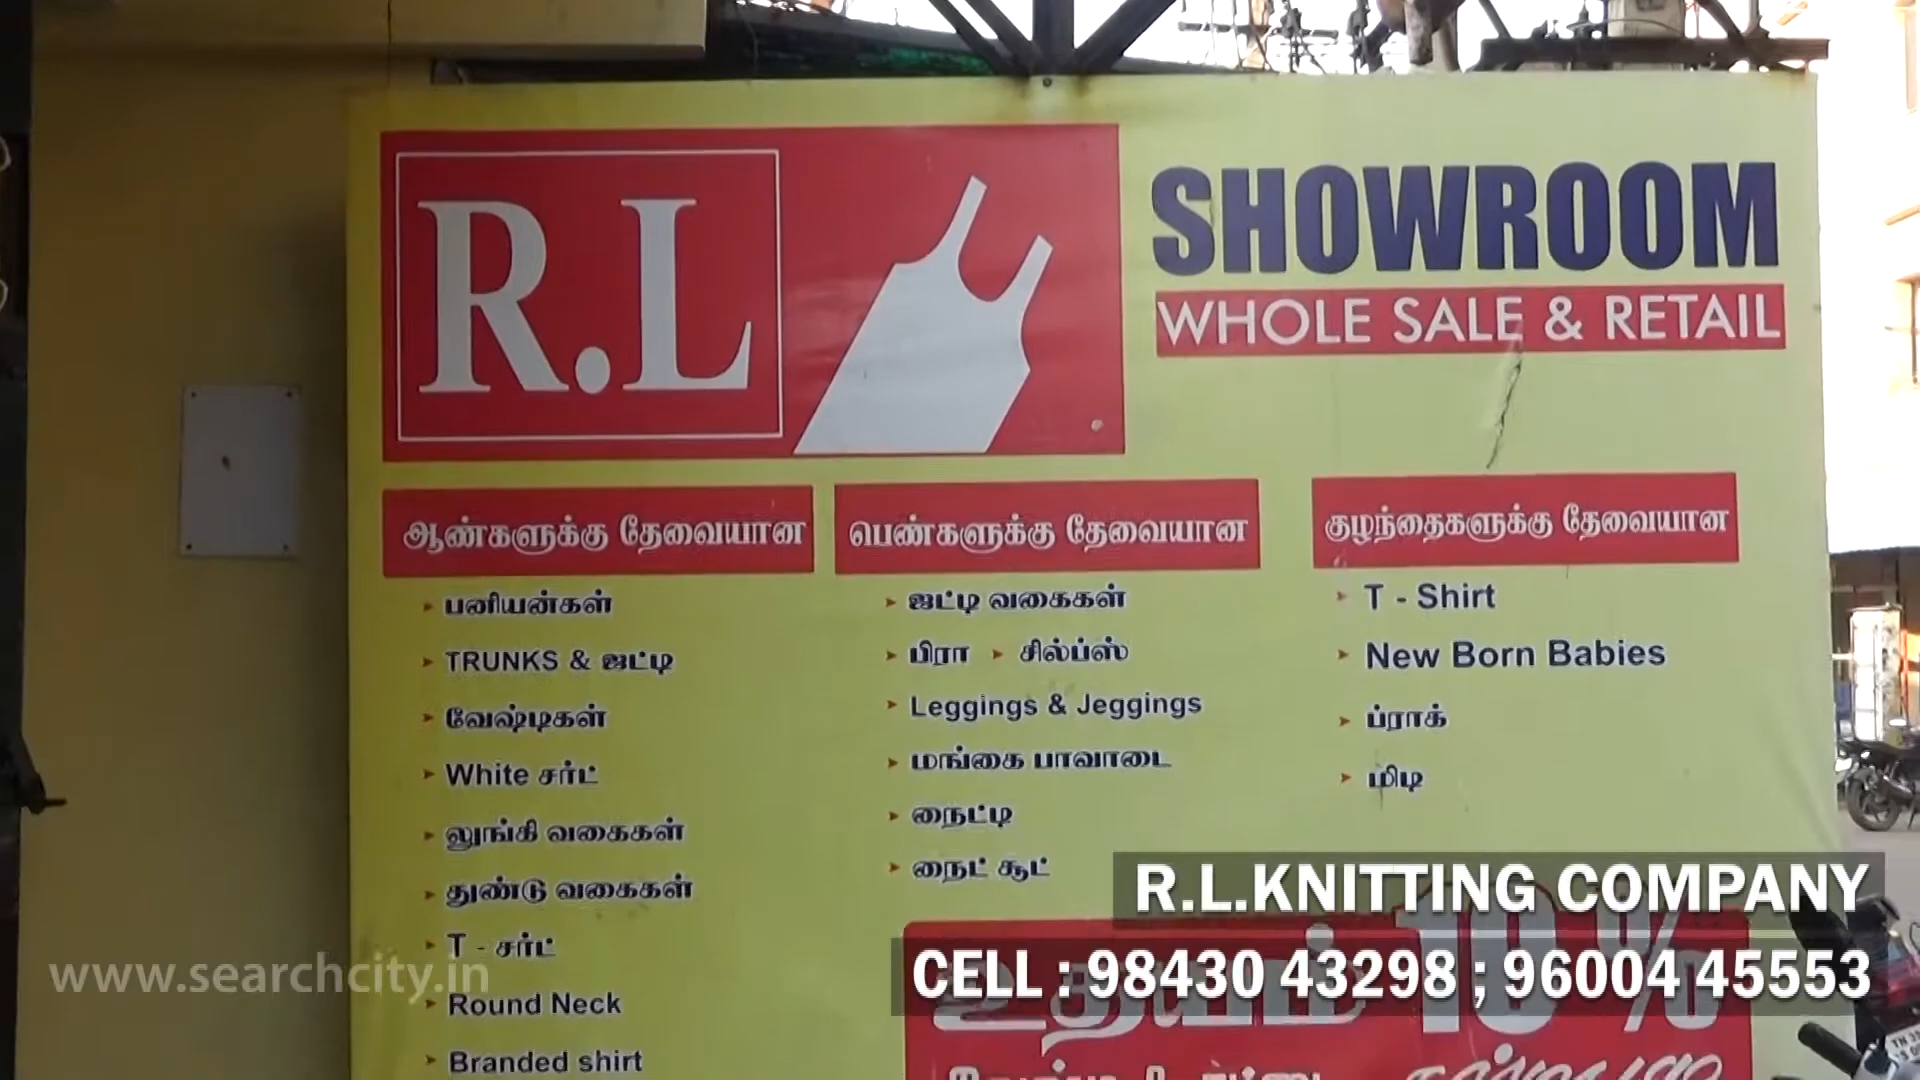 R.L
SHOWROOM
WHOLE SALE & RETAIL
ஆண்களுக்கு தேவையான
பனியன்கள்
TRUNKS & ஜட்டி
வேஷ்டிகள்
White சர்ட்
லுங்கி வகைகள்
துண்டு வகைகள்
T - சர்ட்
Round Neck
Branded shirt
பெண்களுக்கு தேவையான
ஜட்டி வகைகள்
பிரா சில்ப்ஸ்
Leggings & Jeggings
மங்கை பாவாடை
நைட்டி
நைட் சூட்
குழந்தைகளுக்கு தேவையான
T - Shirt
New Born Babies
ப்ராக்
மிடி
உதயம் 10%
R.L.KNITTING COMPANY
CELL : 98430 43298 ; 96004 45553
www.searchcity.in